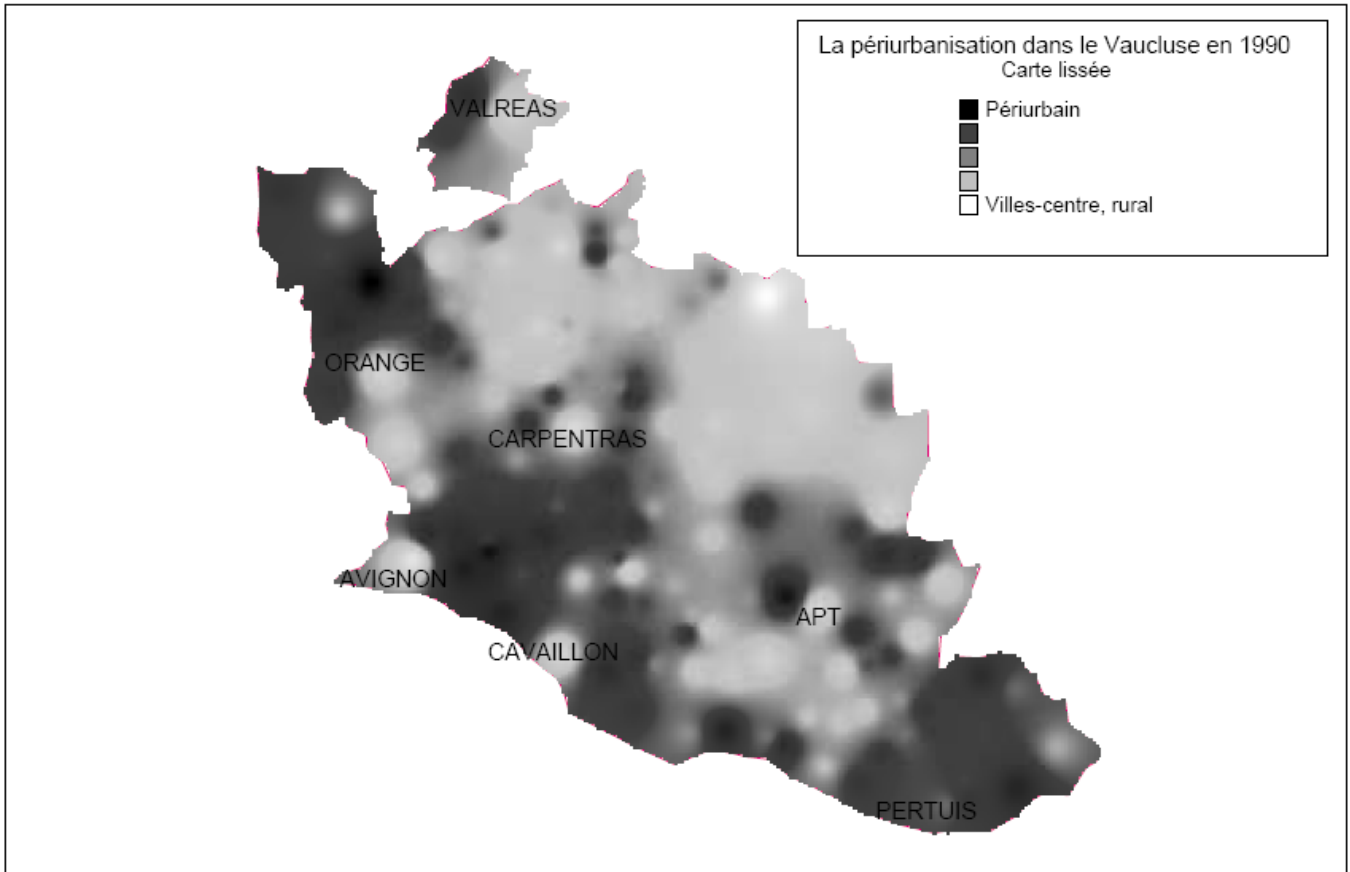 La périurbanisation dans le Vaucluse en 1990
Carte lissée
Périurbain
Villes-centre, rural
VALREAS
ORANGE
CARPENTRAS
AVIGNON
APT
CAVAILLON
PERTUIS